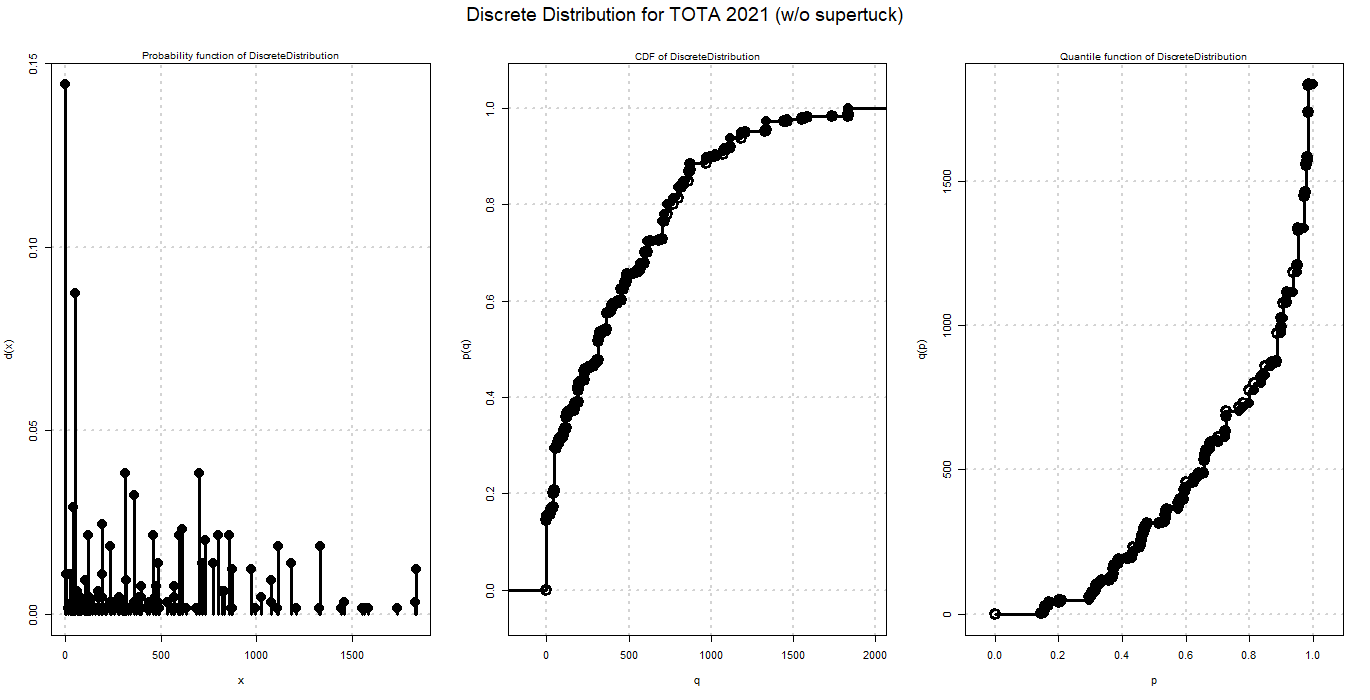 Discrete Distribution for TOTA 2021 (w/o supertuck)
Probability function of DiscreteDistribution
CDF of DiscreteDistribution
Quantile function of DiscreteDistribution
d(x)
0.15
0.10
0.05
0.00
0
500
1000
1500
x
p(q)
1.0
0.8
0.6
0.4
0.2
0.0
0
500
1000
1500
2000
q
q(p)
1500
1000
500
0
0.0
0.2
0.4
0.6
0.8
1.0
p